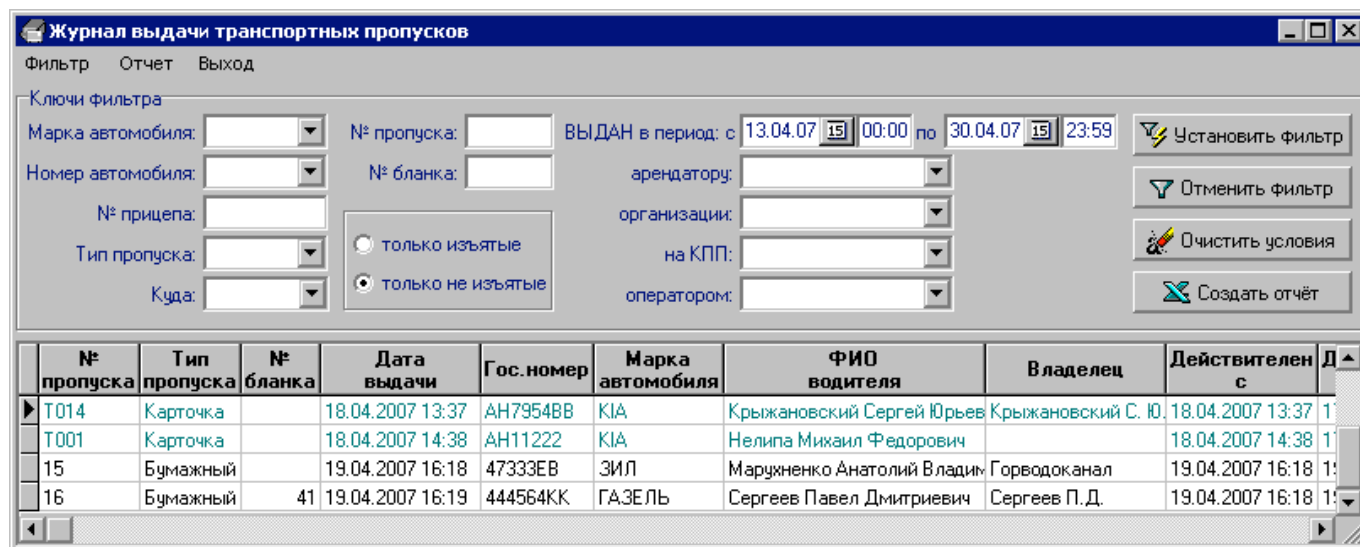 Журнал выдачи транспортных пропусков
Фильтр Отчет Выход
Ключи фильтра
Марка автомобиля: № пропуска: ВЫДАН в период: с 13.04.07 15 00:00 по 30.04.07 15 23:59 Установить фильтр
Номер автомобиля: № бланка: арендатору: Отменить фильтр
№ прицепа: организации:
Тип пропуска: только изъятые на КПП: Очистить условия
Куда: только не изъятые оператором: Создать отчёт
№ пропуска Тип пропуска № бланка Дата выдачи Гос.номер Марка автомобиля ФИО водителя Владелец Действителен с Д
Т014 Карточка 18.04.2007 13:37 АН7954ВВ KIA Крыжановский Сергей Юрьев Крыжановский С. Ю. 18.04.2007 13:37 1
Т001 Карточка 18.04.2007 14:38 АН11222 KIA Нелипа Михаил Федорович 18.04.2007 14:38 1
15 Бумажный 19.04.2007 16:18 47333ЕВ ЗИЛ Марухненко Анатолий Владим Горводоканал 19.04.2007 16:18 1
16 Бумажный 41 19.04.2007 16:19 444564КК ГАЗЕЛЬ Сергеев Павел Дмитриевич Сергеев П.Д. 19.04.2007 16:18 1